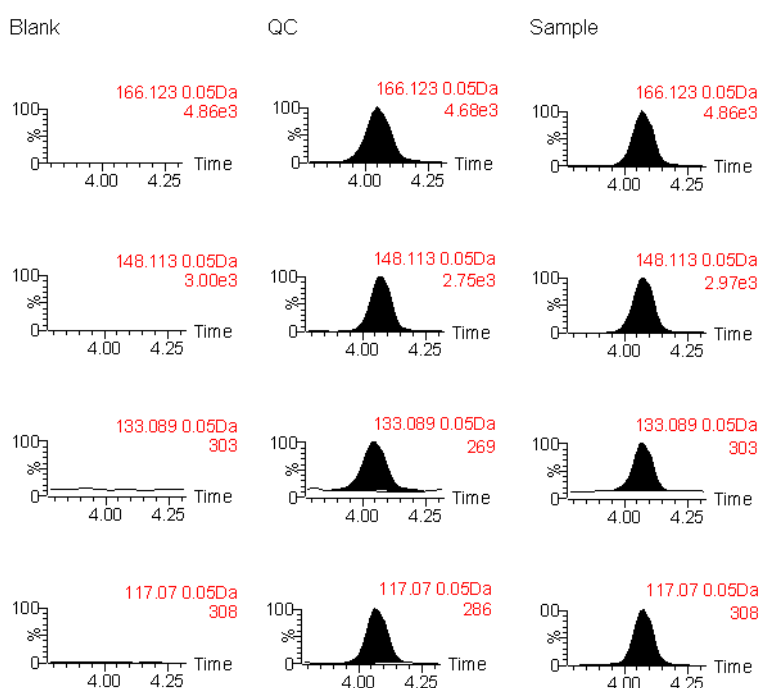 Blank QC Sample
166.123 0.05Da 166.123 0.05Da 166.123 0.05Da
4.86e3 4.68e3 4.86e3
100 100 100
% % %
0 Time 0 Time 0 Time
4.00 4.25 4.00 4.25 4.00 4.25
148.113 0.05Da 148.113 0.05Da 148.113 0.05Da
3.00e3 2.75e3 2.97e3
100 100 100
% % %
0 Time 0 Time 0 Time
4.00 4.25 4.00 4.25 4.00 4.25
133.089 0.05Da 133.089 0.05Da 133.089 0.05Da
303 269 303
100 100 100
% % %
0 Time 0 Time 0 Time
4.00 4.25 4.00 4.25 4.00 4.25
117.07 0.05Da 117.07 0.05Da 117.07 0.05Da
308 286 308
100 100 00
% % %
0 Time 0 Time 0 Time
4.00 4.25 4.00 4.25 4.00 4.25